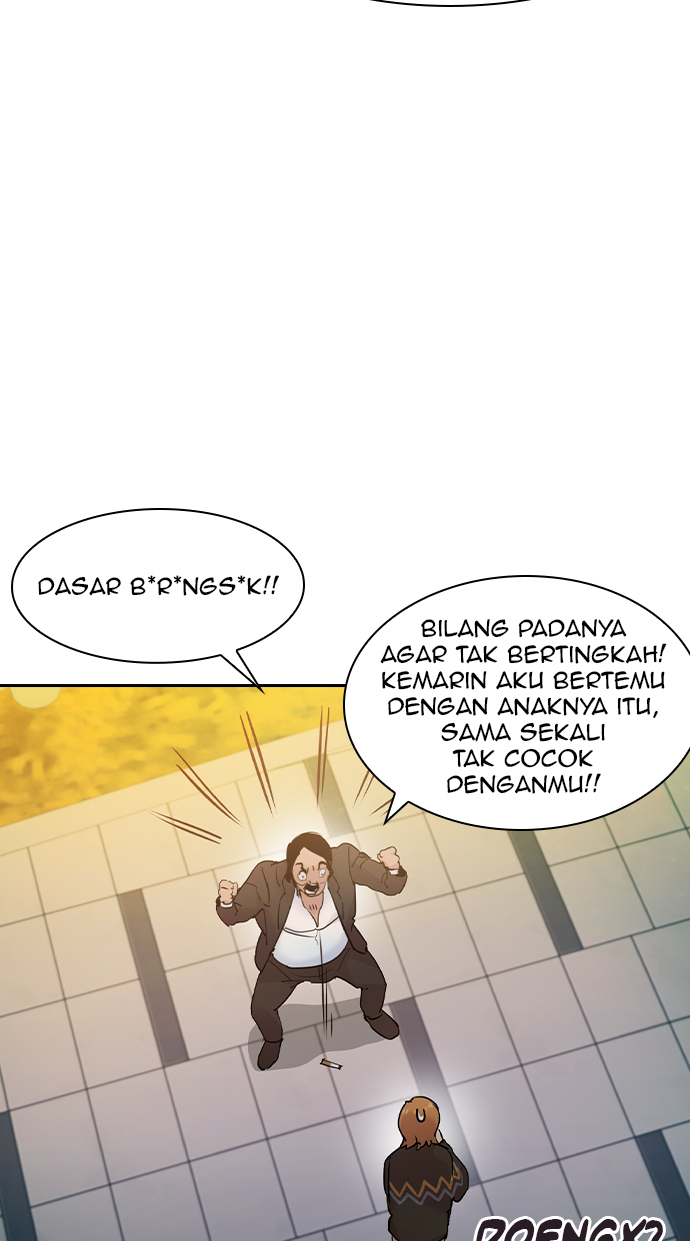 DASAR B*R*NGS*K!!
BILANG PADANYA
AGAR TAK BERTINGKAH!
KEMARIN AKU BERTEMU
DENGAN ANAKNYA ITU,
SAMA SEKALI
TAK COCOK
DENGANMU!!